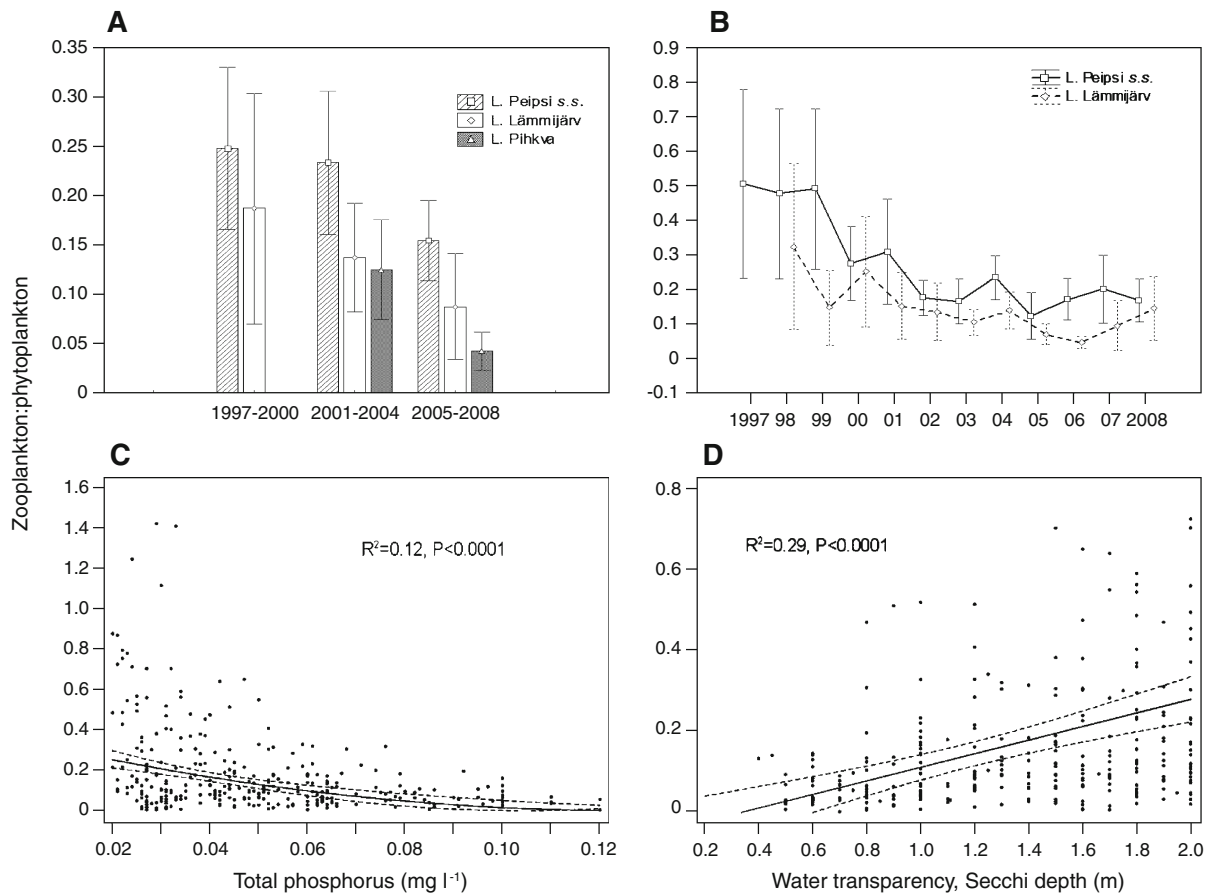 A
0.35
0.30
0.25
0.20
0.15
0.10
0.05
0
L. Peipsi s.s.
L. Lämmijärv
L. Pihkva
1997-2000 2001-2004 2005-2008
B
0.9
0.8
0.7
0.6
0.5
0.4
0.3
0.2
0.1
0
-0.1
L. Peipsi s.s.
L. Lämmijärv
1997 98 99 00 01 02 03 04 05 06 07 2008
Zooplankton:phytoplankton
C
1.6
1.4
1.2
1.0
0.8
0.6
0.4
0.2
0
R²=0.12, P<0.0001
0.02 0.04 0.06 0.08 0.10 0.12
Total phosphorus (mg l⁻¹)
D
0.8
0.6
0.4
0.2
0
R²=0.29, P<0.0001
0.2 0.4 0.6 0.8 1.0 1.2 1.4 1.6 1.8 2.0
Water transparency, Secchi depth (m)